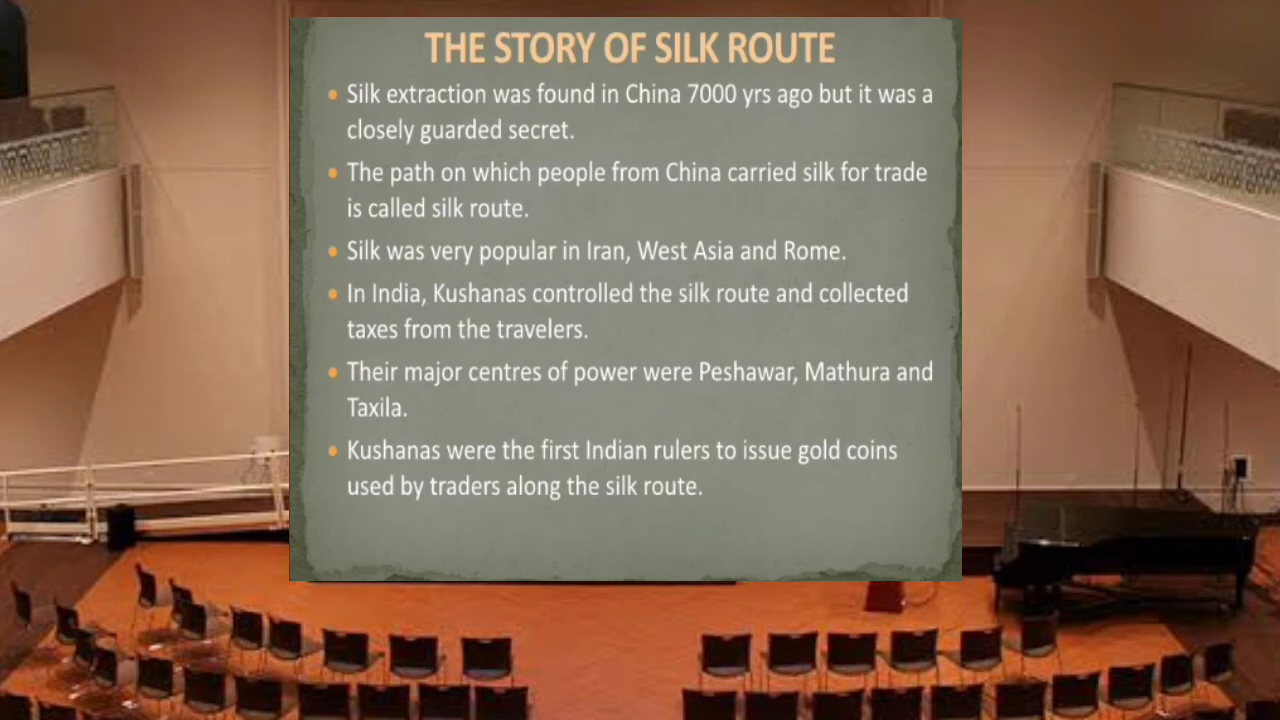 THE STORY OF SILK ROUTE
• Silk extraction was found in China 7000 yrs ago but it was a
closely guarded secret.
• The path on which people from China carried silk for trade
is called silk route.
• Silk was very popular in Iran, West Asia and Rome.
• In India, Kushanas controlled the silk route and collected
taxes from the travelers.
• Their major centres of power were Peshawar, Mathura and
Taxila.
• Kushanas were the first Indian rulers to issue gold coins
used by traders along the silk route.